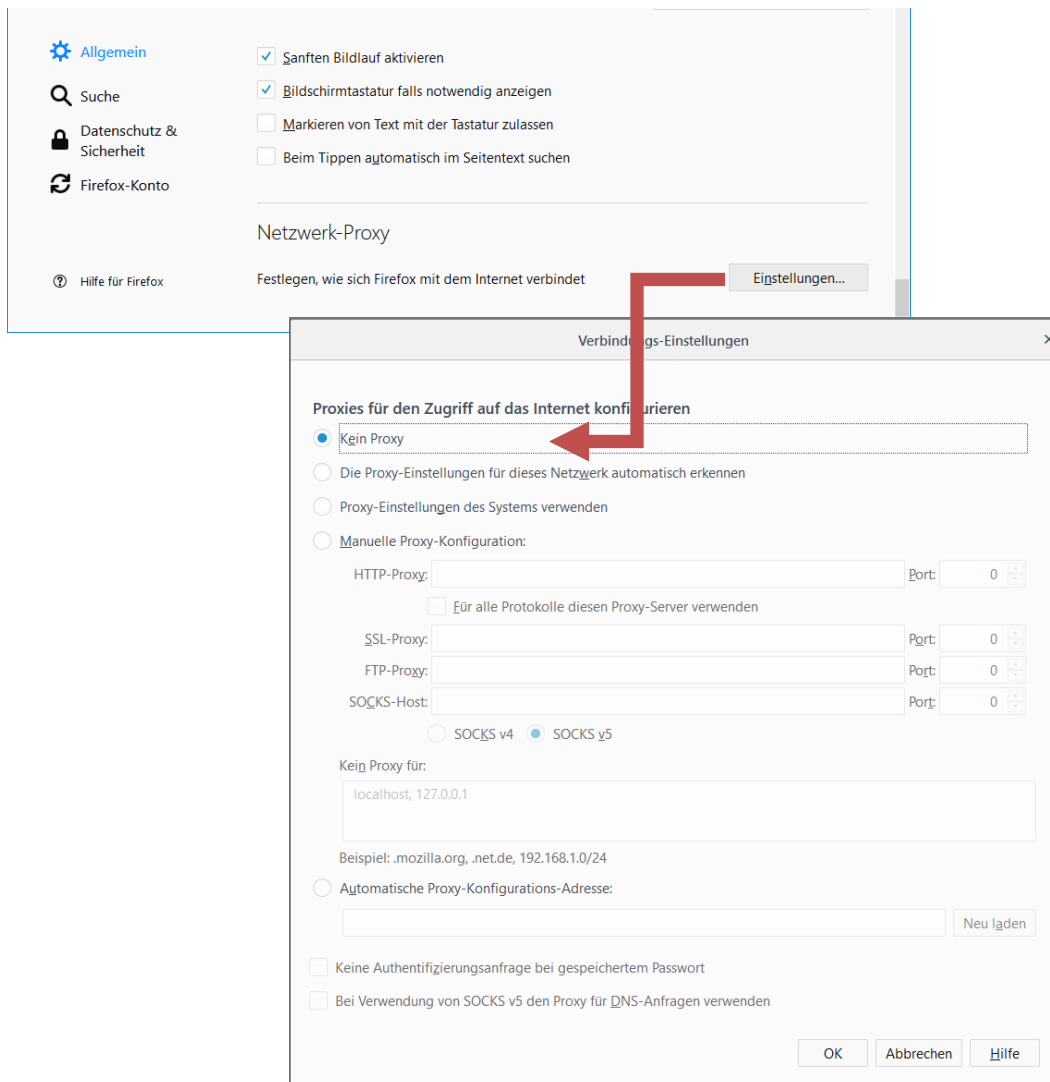 Allgemein
Suche
Datenschutz &
Sicherheit
Firefox-Konto
Hilfe für Firefox
Sanften Bildlauf aktivieren
Bildschirmtastatur falls notwendig anzeigen
Markieren von Text mit der Tastatur zulassen
Beim Tippen automatisch im Seitentext suchen
Netzwerk-Proxy
Festlegen, wie sich Firefox mit dem Internet verbindet Einstellungen...
Verbindungs-Einstellungen
Proxies für den Zugriff auf das Internet konfigurieren
Kein Proxy
Die Proxy-Einstellungen für dieses Netzwerk automatisch erkennen
Proxy-Einstellungen des Systems verwenden
Manuelle Proxy-Konfiguration:
HTTP-Proxy: Port: 0
Für alle Protokolle diesen Proxy-Server verwenden
SSL-Proxy: Port: 0
FTP-Proxy: Port: 0
SOCKS-Host: Port: 0
SOCKS v4 SOCKS v5
Kein Proxy für:
localhost, 127.0.0.1
Beispiel: .mozilla.org, .net.de, 192.168.1.0/24
Automatische Proxy-Konfigurations-Adresse:
Neu laden
Keine Authentifizierungsanfrage bei gespeichertem Passwort
Bei Verwendung von SOCKS v5 den Proxy für DNS-Anfragen verwenden
OK Abbrechen Hilfe